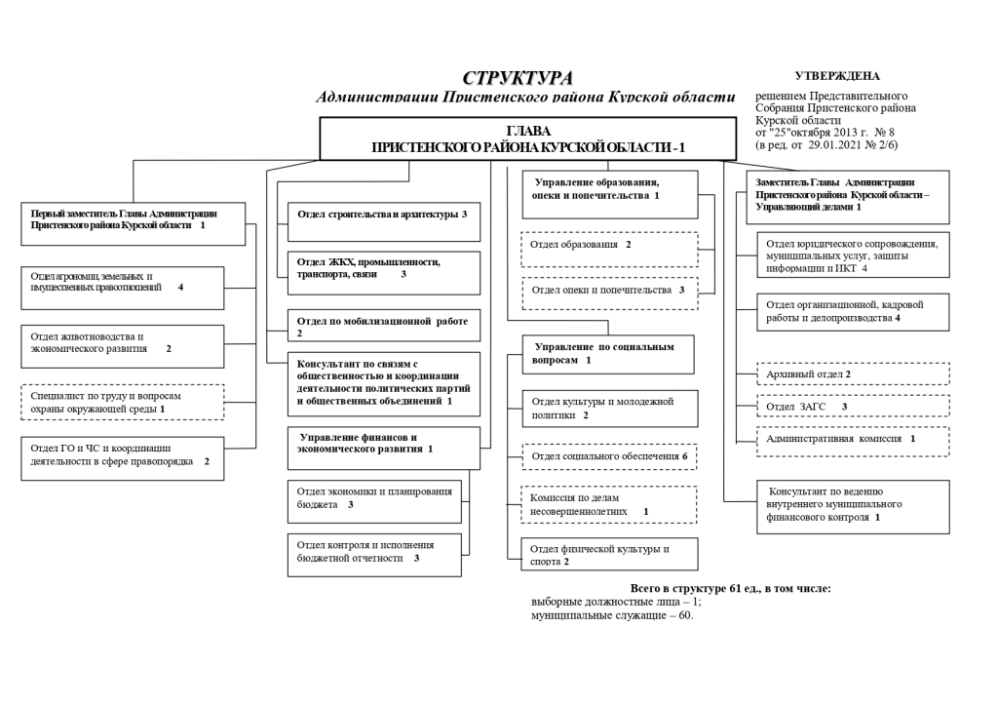 СТРУКТУРА
Администрации Пристенского района Курской области
УТВЕРЖДЕНА
решением Представительного
Собрания Пристенского района
Курской области
от "25"октября 2013 г. № 8
(в ред. от 29.01.2021 № 2/6)
ГЛАВА
ПРИСТЕНСКОГО РАЙОНА КУРСКОЙ ОБЛАСТИ - 1
Первый заместитель Главы Администрации
Пристенского района Курской области 1
Отдел агрономии, земельных и
имущественных правоотношений 4
Отдел животноводства и
экономического развития 2
Специалист по труду и вопросам
охраны окружающей среды 1
Отдел ГО и ЧС и координации
деятельности в сфере правопорядка 2
Отдел строительства и архитектуры 3
Отдел ЖКХ, промышленности,
транспорта, связи 3
Отдел по мобилизационной работе
2
Консультант по связям с
общественностью и координации
деятельности политических партий
и общественных объединений 1
Управление финансов и
экономического развития 1
Отдел экономики и планирования
бюджета 3
Отдел контроля и исполнения
бюджетной отчетности 3
Управление образования,
опеки и попечительства 1
Отдел образования 2
Отдел опеки и попечительства 3
Управление по социальным
вопросам 1
Отдел культуры и молодежной
политики 2
Отдел социального обеспечения 6
Комиссия по делам
несовершеннолетних 1
Отдел физической культуры и
спорта 2
Заместитель Главы Администрации
Пристенского района Курской области –
Управляющий делами 1
Отдел юридического сопровождения,
муниципальных услуг, защиты
информации и ИКТ 4
Отдел организационной, кадровой
работы и делопроизводства 4
Архивный отдел 2
Отдел ЗАГС 3
Административная комиссия 1
Консультант по ведению
внутреннего муниципального
финансового контроля 1
Всего в структуре 61 ед., в том числе:
выборные должностные лица – 1;
муниципальные служащие – 60.